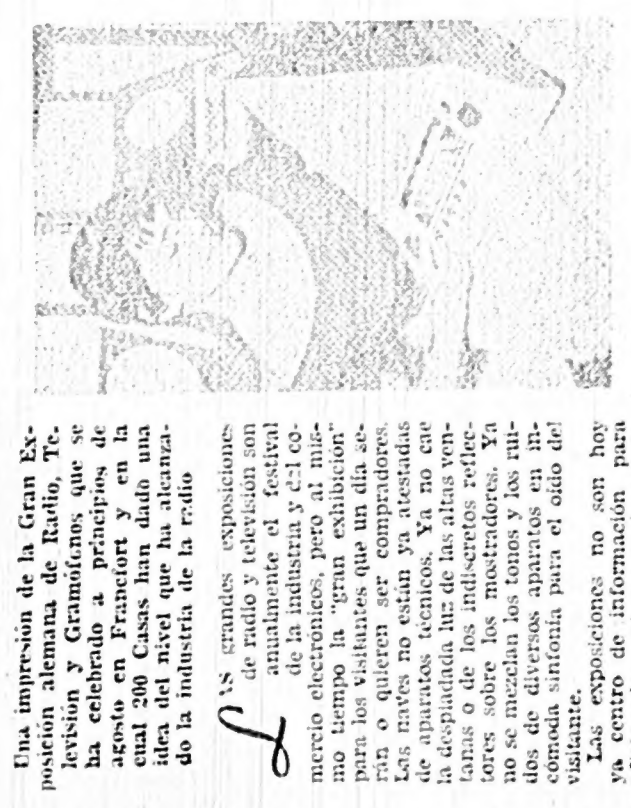 Una impresión de la Gran Ex-
posición alemana de Radio, Te-
levisión y Gramófonos que se
ha celebrado a principios de
agosto en Francfort y en la
cual 200 Casas han dado una
idea del nivel que ha alcanza-
do la industria de la radio
LAS grandes exposiciones
de radio y televisión son
anualmente el festival
de la industria y del co-
mercio electrónicos, pero al mis-
mo tiempo la "gran exhibición"
para los visitantes que un día se-
rán o quieren ser compradores.
Las naves no están ya atestadas
de aparatos técnicos. Ya no cae
la despiadada luz de las altas ven-
tanas o de los indiscretos reflec-
tores sobre los mostradores. Ya
no se mezclan los tonos y los rui-
dos de diversos aparatos en in-
cómoda sinfonía para el oído del
visitante.
Las exposiciones no son hoy
ya centro de información para